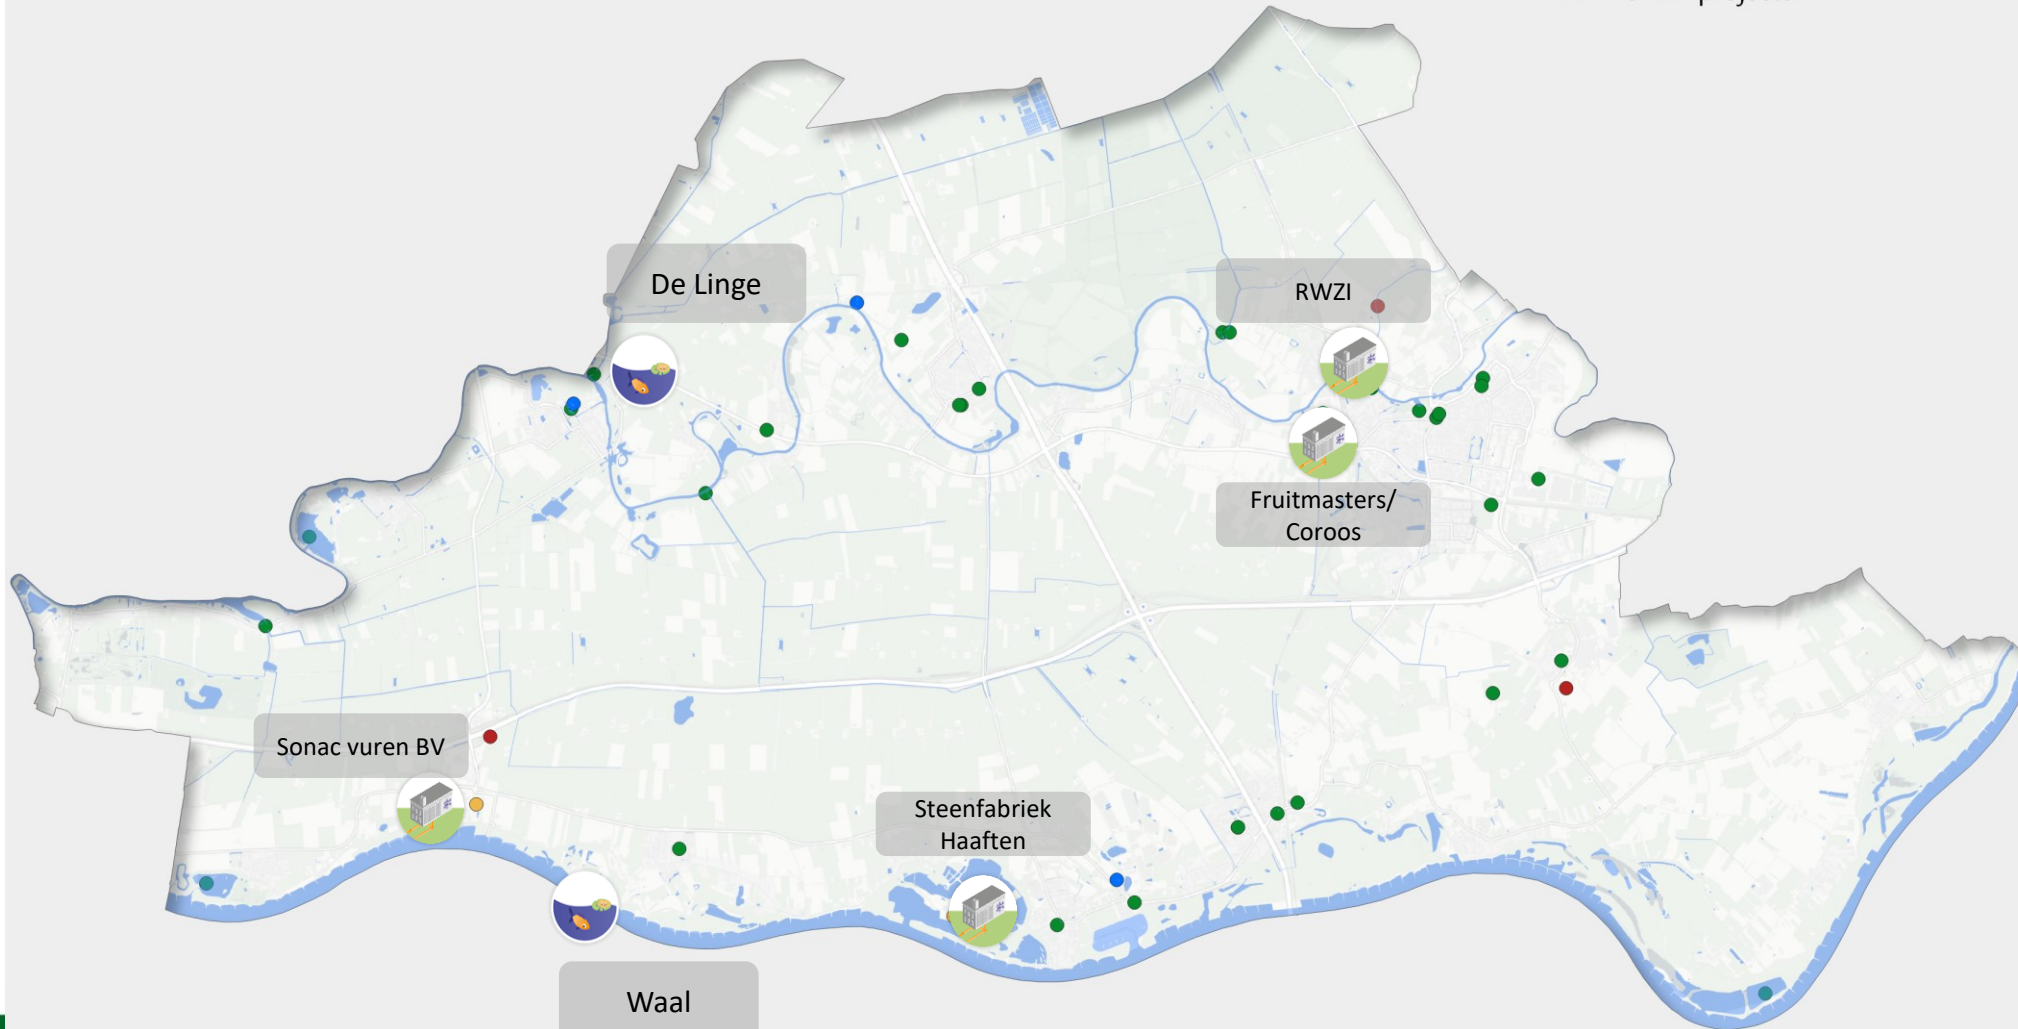 De Linge
RWZI
Fruitmasters/
Coroos
Sonac vuren BV
Steenfabriek
Haaften
Waal